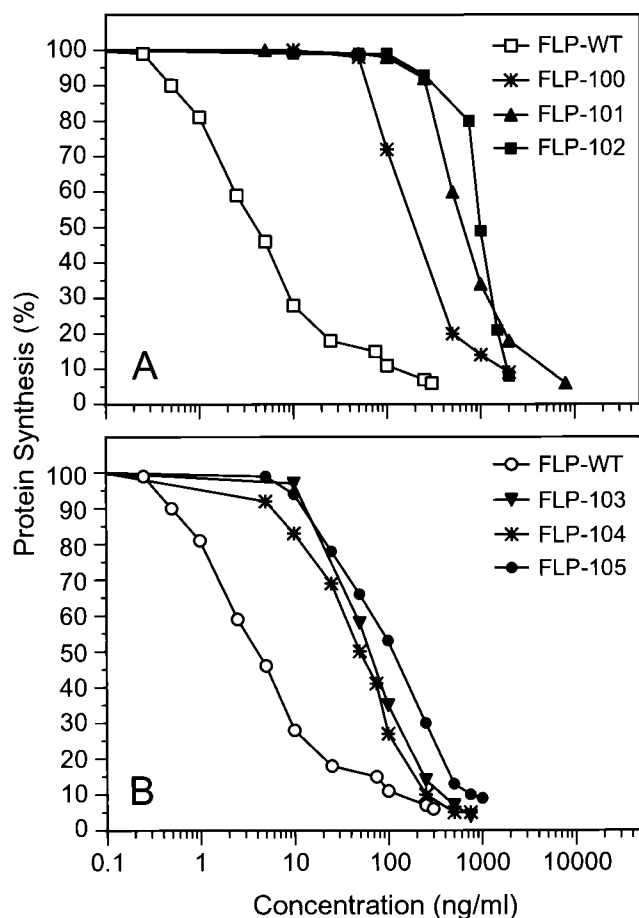 100
90
80
70
60
50
40
30
20
10
0
A
FLP-WT
FLP-100
FLP-101
FLP-102
Protein Synthesis (%)
100
90
80
70
60
50
40
30
20
10
0
B
FLP-WT
FLP-103
FLP-104
FLP-105
0.1 1 10 100 1000 10000
Concentration (ng/ml)